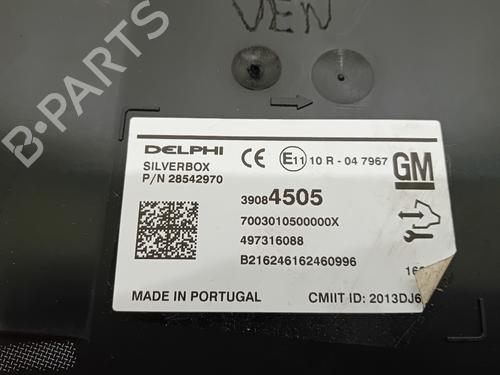 VEN
DELPHI
SILVERBOX
P/N 28542970
CE E11 10 R - 04 7967
GM
39084505
7003010500000X
497316088
B216246162460996
MADE IN PORTUGAL
CMIIT ID: 2013DJ6
B-PARTS